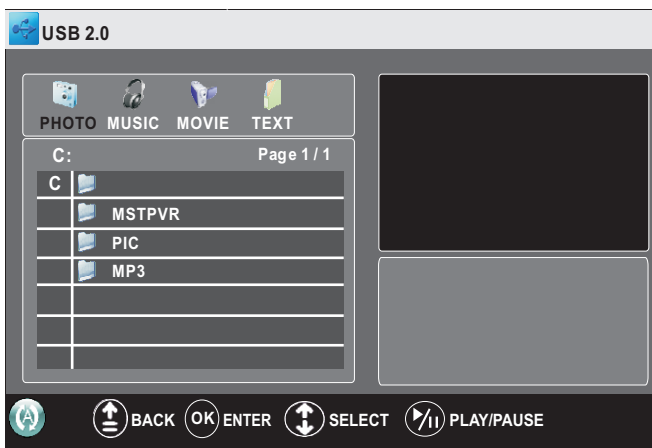 USB 2.0
PHOTO MUSIC MOVIE TEXT
C: Page 1 / 1
C
MSTPVR
PIC
MP3
A BACK OK ENTER SELECT PLAY/PAUSE